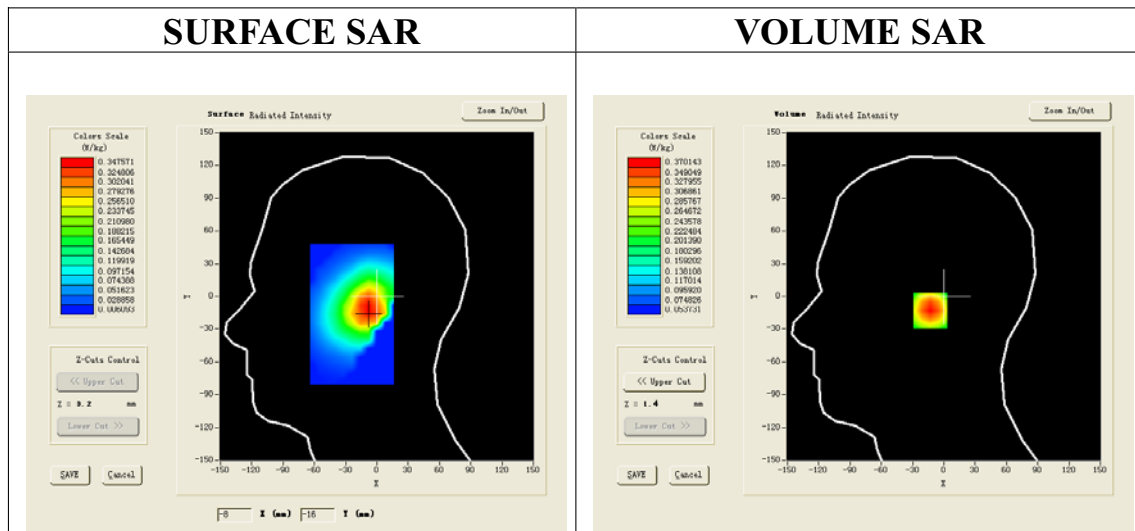 SURFACE SAR
VOLUME SAR
Surface Radiated Intensity
Zoom In/Out
Colors Scale
(W/kg)
0.347571
0.324806
0.302041
0.279276
0.256510
0.233745
0.210980
0.188215
0.165449
0.142684
0.119919
0.097154
0.074388
0.051623
0.028858
0.006093
150
120
90
60
30
0
-30
-60
-90
-120
-150
-150 -120 -90 -60 -30 0 30 60 90 120 150
X
Z-Cuts Control
<< Upper Cut
Lower Cut >>
SAVE
Cancel
-8 X (mm) -16 Y (mm)
Volume Radiated Intensity
Zoom In/Out
Colors Scale
(W/kg)
0.370143
0.349049
0.327955
0.306861
0.285767
0.264672
0.243578
0.222484
0.201390
0.180296
0.159202
0.138108
0.117014
0.095920
0.074826
0.053731
150
120
90
60
30
0
-30
-60
-90
-120
-150
-150 -120 -90 -60 -30 0 30 60 90 120 150
X
Z-Cuts Control
<< Upper Cut
Z = 1.4 mm
Lower Cut >>
SAVE
Cancel